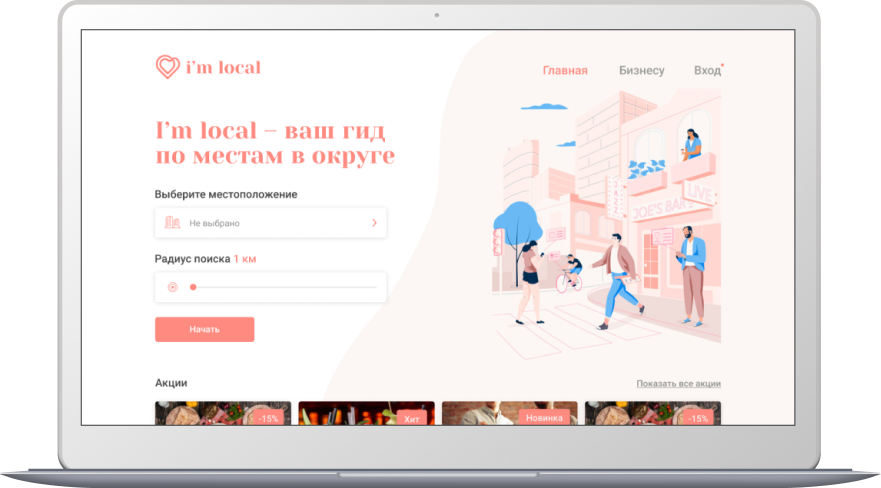 i'm local
Главная
Бизнесу
Вход
I'm local – ваш гид
по местам в округе
Выберите местоположение
Не выбрано
Радиус поиска 1 км
Начать
JOE'S BAR
LIVE
Акции
Показать все акции
-15%
Хит
Новинка
-15%